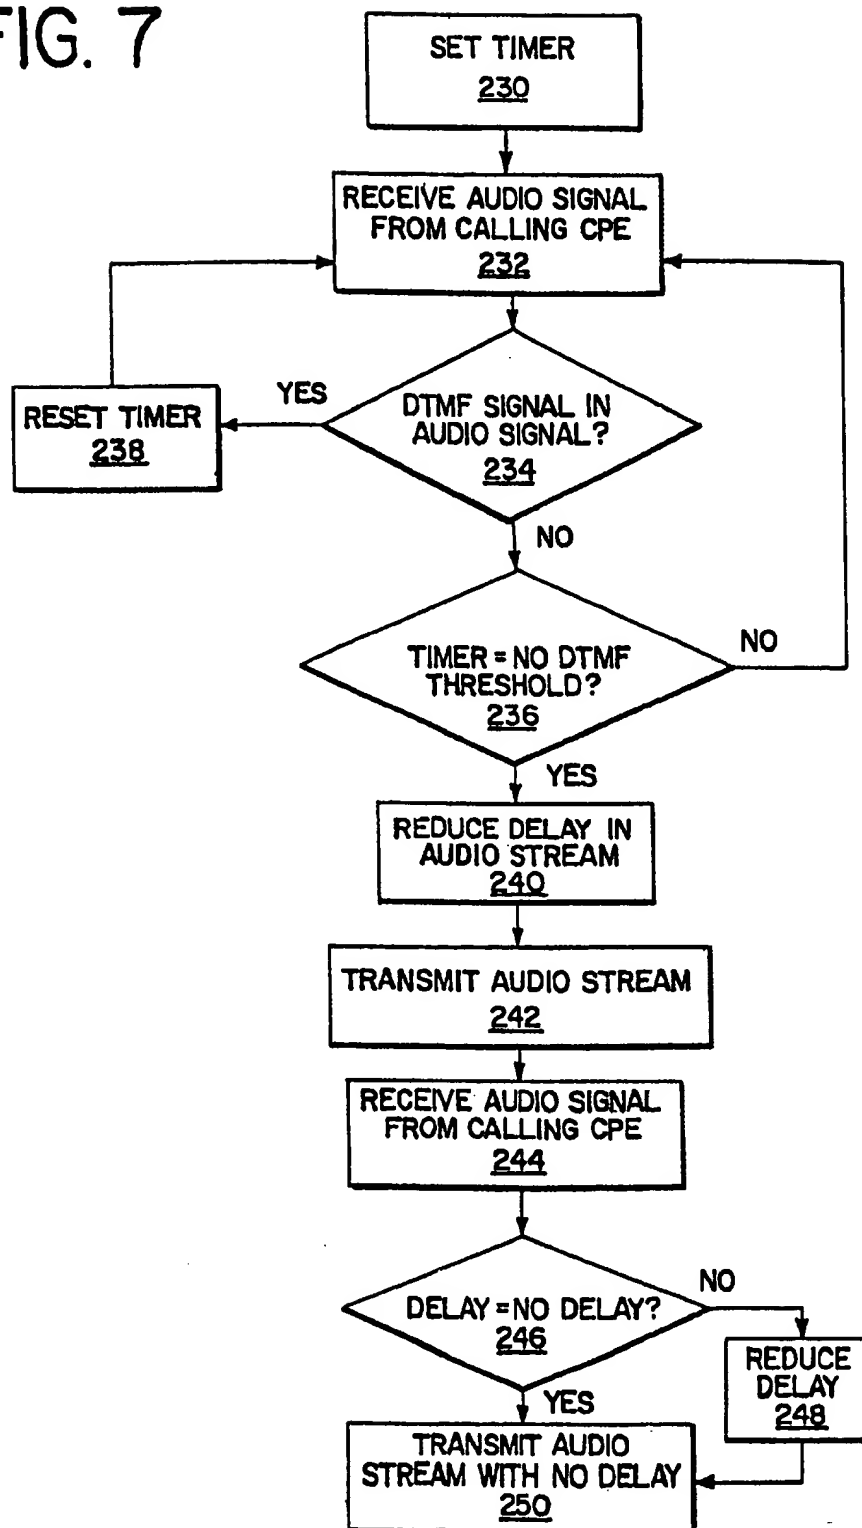 FIG. 7
SET TIMER
230
RECEIVE AUDIO SIGNAL
FROM CALLING CPE
232
YES
DTMF SIGNAL IN
AUDIO SIGNAL?
234
RESET TIMER
238
NO
TIMER = NO DTMF
THRESHOLD?
236
NO
YES
REDUCE DELAY IN
AUDIO STREAM
240
TRANSMIT AUDIO STREAM
242
RECEIVE AUDIO SIGNAL
FROM CALLING CPE
244
DELAY = NO DELAY?
246
NO
REDUCE
DELAY
248
YES
TRANSMIT AUDIO
STREAM WITH NO DELAY
250